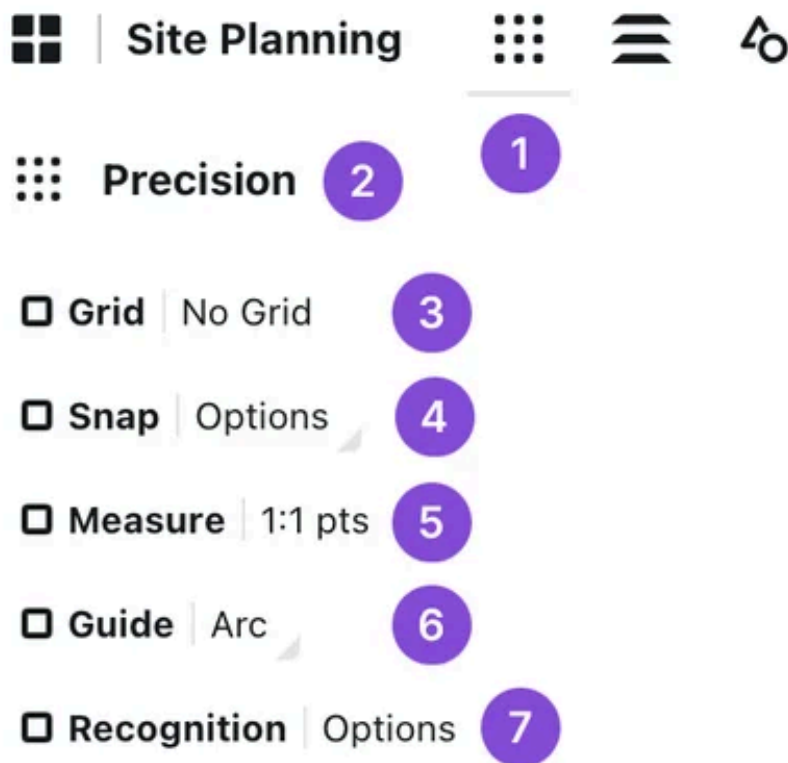 Site Planning
1
Precision 2
Grid No Grid 3
Snap Options 4
Measure 1:1 pts 5
Guide Arc 6
Recognition Options 7